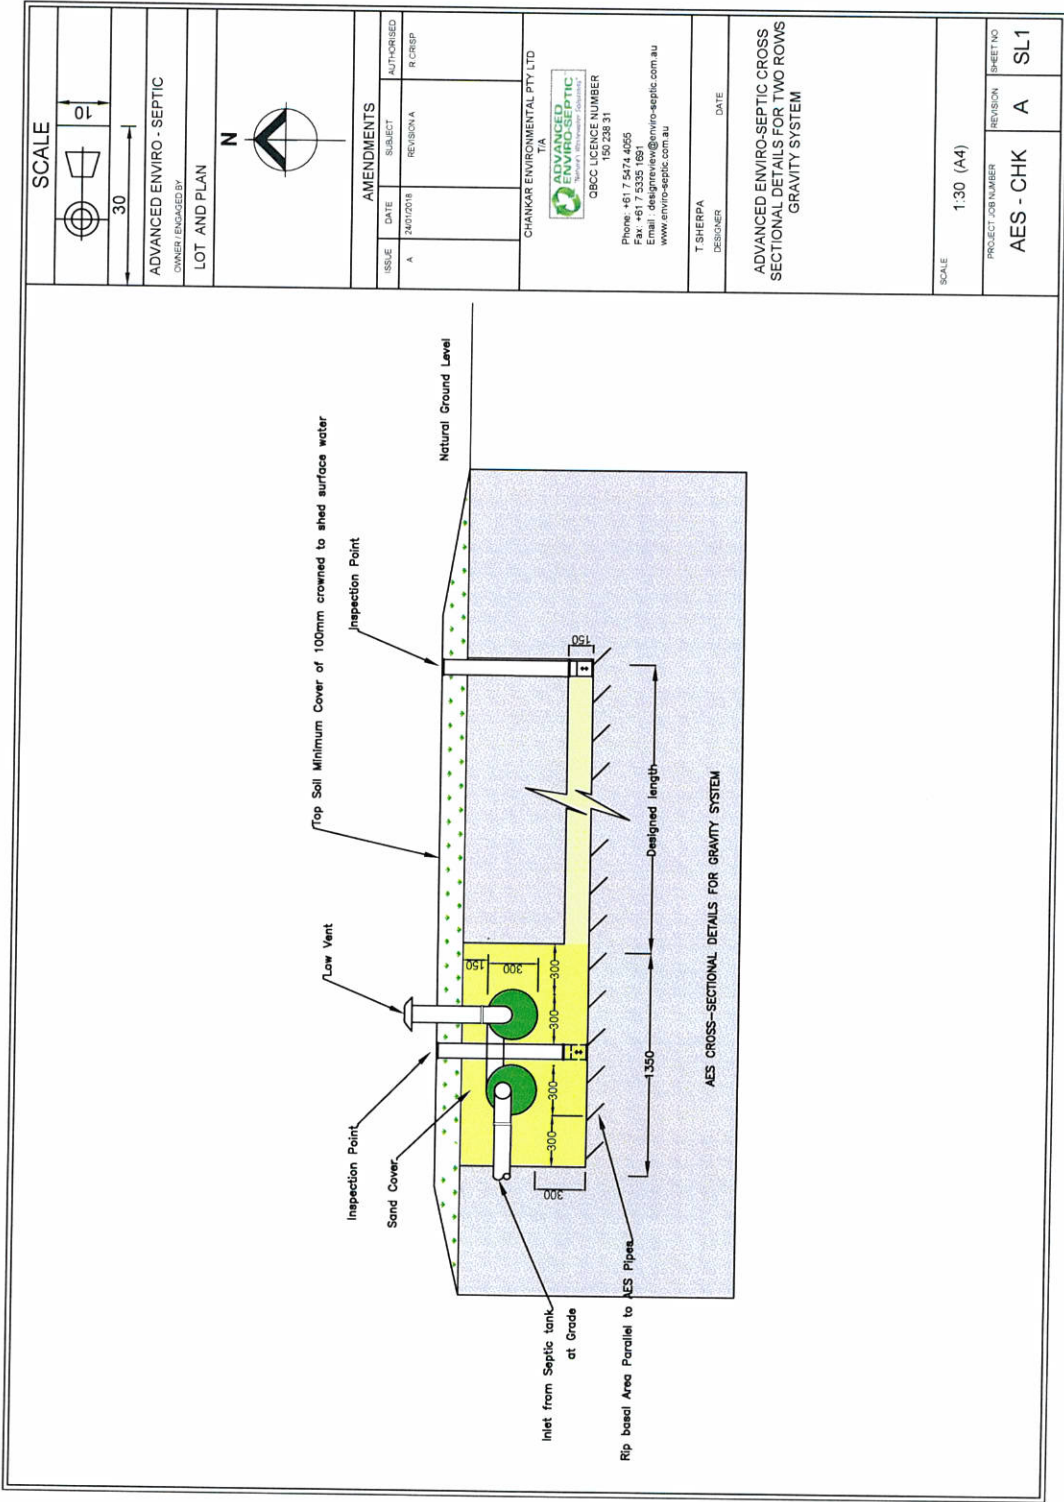 SCALE
10
30
ADVANCED ENVIRO - SEPTIC
OWNER / ENGAGED BY
LOT AND PLAN
N
AMENDMENTS
ISSUE DATE SUBJECT AUTHORISED
A 24/01/2018 REVISION A R.CRISP
CHANKAR ENVIRONMENTAL PTY LTD
T/A
ADVANCED
ENVIRO-SEPTIC
"Nature's Wastewater Solutions"
QBCC LICENCE NUMBER
150 238 31
Phone: +61 7 5474 4055
Fax: +61 7 5335 1691
Email : designreview@enviro-septic.com.au
www.enviro-septic.com.au
T.SHERPA
DESIGNER DATE
ADVANCED ENVIRO-SEPTIC CROSS
SECTIONAL DETAILS FOR TWO ROWS
GRAVITY SYSTEM
SCALE
1:30 (A4)
PROJECT JOB NUMBER REVISION SHEET NO
AES - CHK A SL1
Top Soil Minimum Cover of 100mm crowned to shed surface water
Low Vent
Inspection Point
Natural Ground Level
Inspection Point
Sand Cover
150
300
300
300
300
300
300
150
1350
Designed length
Inlet from Septic tank
at Grade
Rip basal Area Parallel to AES Pipes
AES CROSS-SECTIONAL DETAILS FOR GRAVITY SYSTEM